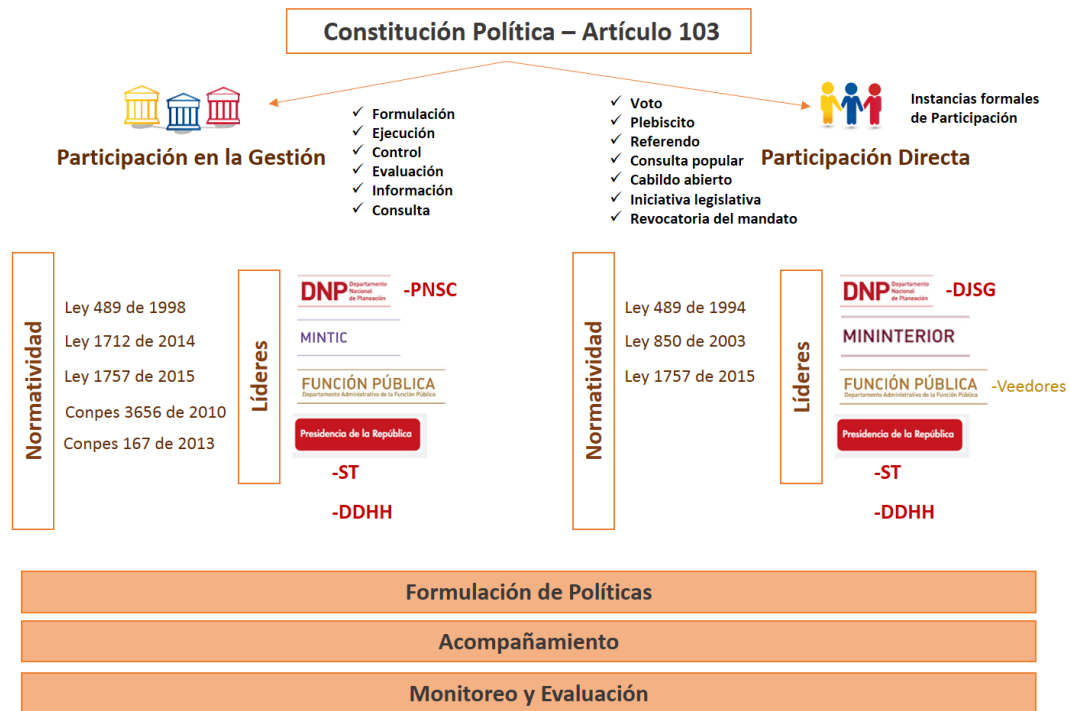 Constitución Política – Artículo 103
Participación en la Gestión
✓ Formulación
✓ Ejecución
✓ Control
✓ Evaluación
✓ Información
✓ Consulta
✓ Voto
✓ Plebiscito
✓ Referendo
✓ Consulta popular
✓ Cabildo abierto
✓ Iniciativa legislativa
✓ Revocatoria del mandato
Instancias formales
de Participación
Participación Directa
Normatividad
Ley 489 de 1998
Ley 1712 de 2014
Ley 1757 de 2015
Conpes 3656 de 2010
Conpes 167 de 2013
Líderes
DNP Departamento
Nacional
de Planeación
-PNSC
MINTIC
FUNCIÓN PÚBLICA
Departamento Administrativo de la Función Pública
Presidencia de la República
-ST
-DDHH
Normatividad
Ley 489 de 1994
Ley 850 de 2003
Ley 1757 de 2015
Líderes
DNP Departamento
Nacional
de Planeación
-DJSG
MININTERIOR
FUNCIÓN PÚBLICA
Departamento Administrativo de la Función Pública
-Veedores
Presidencia de la República
-ST
-DDHH
Formulación de Políticas
Acompañamiento
Monitoreo y Evaluación